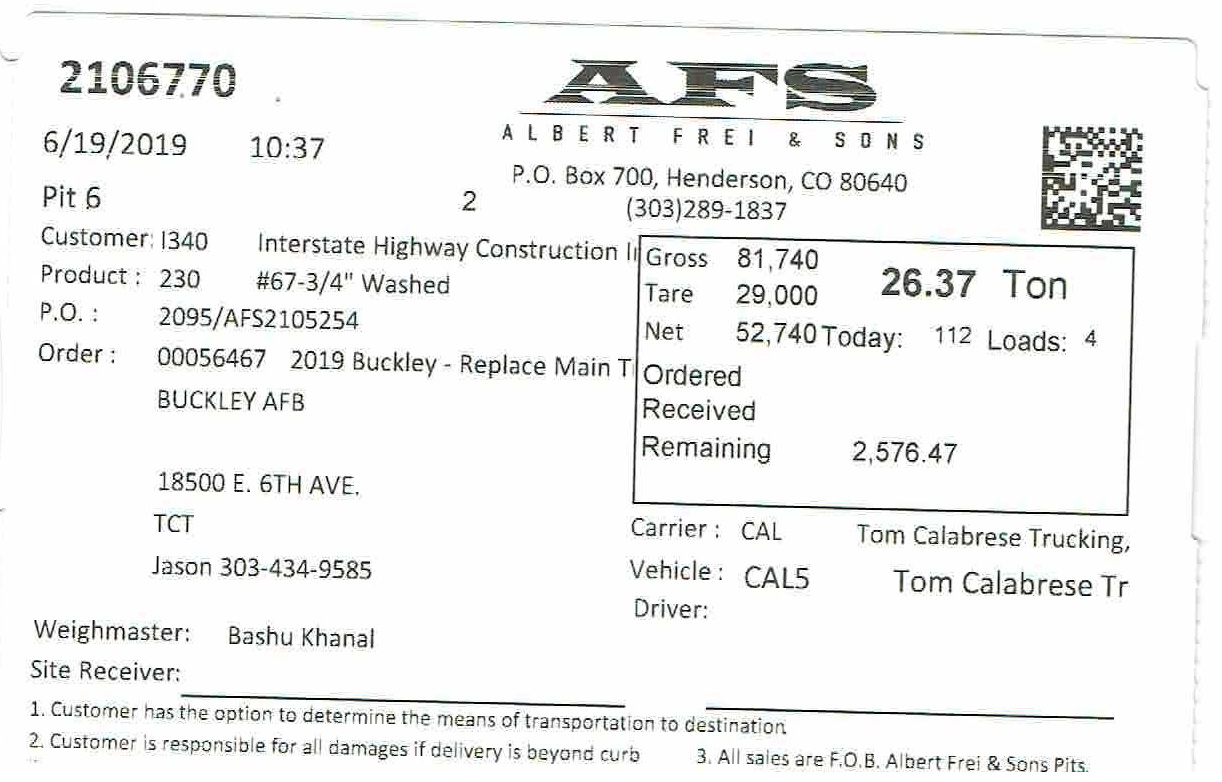 2106770
AFS
ALBERT FREI & SONS
6/19/2019 10:37
P.O. Box 700, Henderson, CO 80640
Pit 6 2 (303)289-1837
Customer: I340 Interstate Highway Construction I
Product : 230 #67-3/4" Washed
P.O. : 2095/AFS2105254
Order : 00056467 2019 Buckley - Replace Main T
BUCKLEY AFB
18500 E. 6TH AVE.
TCT
Jason 303-434-9585
Gross 81,740 26.37 Ton
Tare 29,000
Net 52,740 Today: 112 Loads: 4
Ordered
Received
Remaining 2,576.47
Carrier : CAL Tom Calabrese Trucking,
Vehicle : CAL5 Tom Calabrese Tr
Driver:
Weighmaster: Bashu Khanal
Site Receiver:
1. Customer has the option to determine the means of transportation to destination
2. Customer is responsible for all damages if delivery is beyond curb 3. All sales are F.O.B. Albert Frei & Sons Pits.